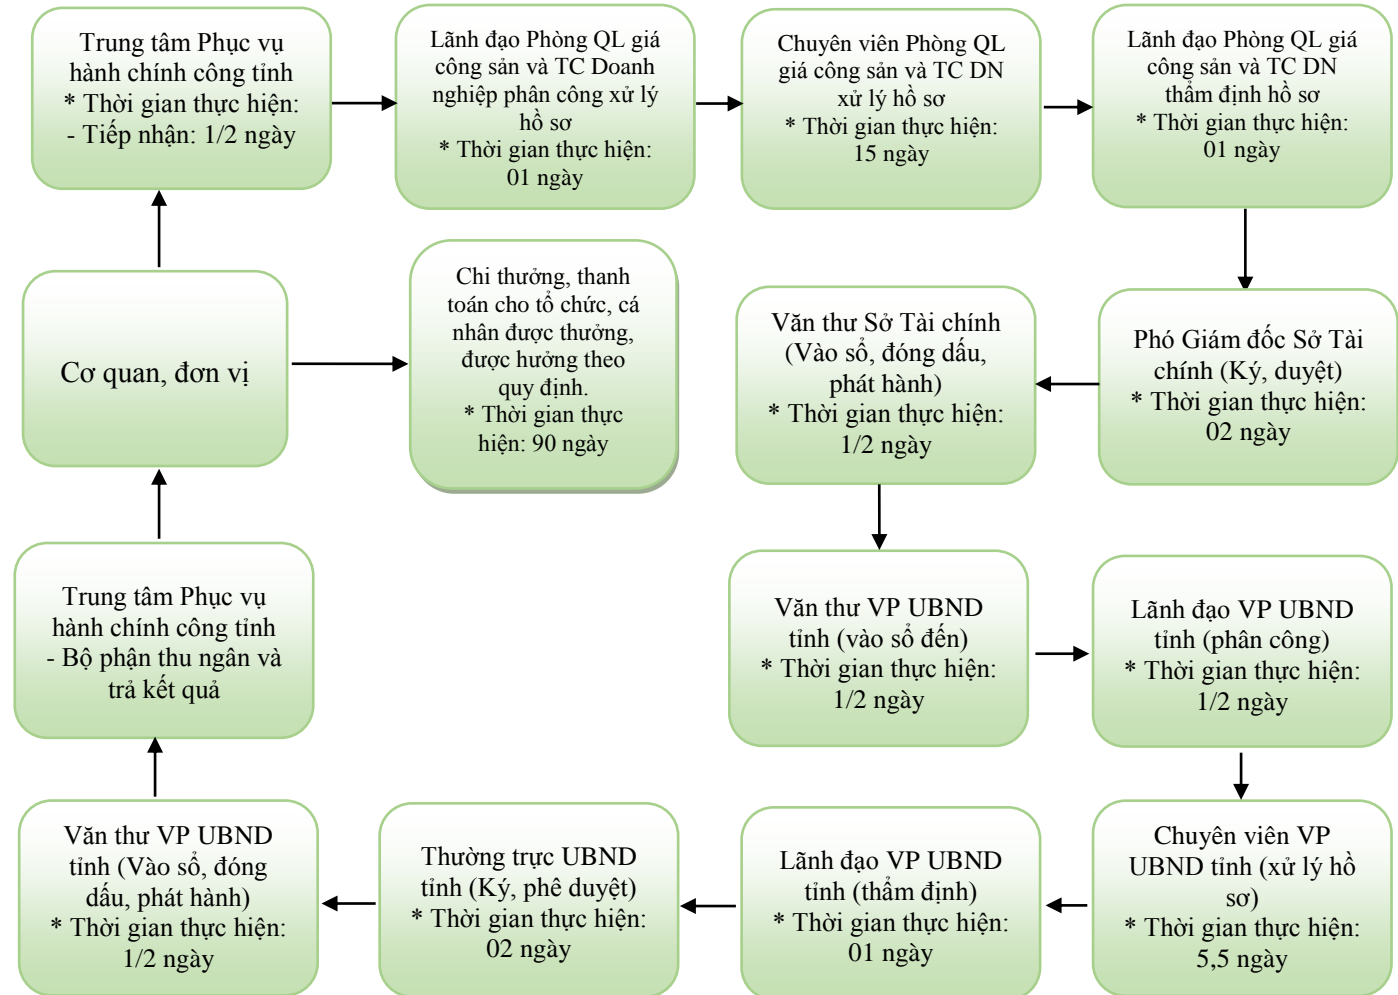 Trung tâm Phục vụ
hành chính công tỉnh
* Thời gian thực hiện:
- Tiếp nhận: 1/2 ngày
Lãnh đạo Phòng QL giá
công sản và TC Doanh
nghiệp phân công xử lý
hồ sơ
* Thời gian thực hiện:
01 ngày
Chuyên viên Phòng QL
giá công sản và TC DN
xử lý hồ sơ
* Thời gian thực hiện:
15 ngày
Lãnh đạo Phòng QL giá
công sản và TC DN
thẩm định hồ sơ
* Thời gian thực hiện:
01 ngày
Cơ quan, đơn vị
Chi thưởng, thanh
toán cho tổ chức, cá
nhân được thưởng,
được hưởng theo
quy định.
* Thời gian thực
hiện: 90 ngày
Văn thư Sở Tài chính
(Vào sổ, đóng dấu,
phát hành)
* Thời gian thực hiện:
1/2 ngày
Phó Giám đốc Sở Tài
chính (Ký, duyệt)
* Thời gian thực hiện:
02 ngày
Trung tâm Phục vụ
hành chính công tỉnh
- Bộ phận thu ngân và
trả kết quả
Văn thư VP UBND
tỉnh (vào sổ đến)
* Thời gian thực hiện:
1/2 ngày
Lãnh đạo VP UBND
tỉnh (phân công)
* Thời gian thực hiện:
1/2 ngày
Văn thư VP UBND
tỉnh (Vào sổ, đóng
dấu, phát hành)
* Thời gian thực hiện:
1/2 ngày
Thường trực UBND
tỉnh (Ký, phê duyệt)
* Thời gian thực hiện:
02 ngày
Lãnh đạo VP UBND
tỉnh (thẩm định)
* Thời gian thực hiện:
01 ngày
Chuyên viên VP
UBND tỉnh (xử lý hồ
sơ)
* Thời gian thực hiện:
5,5 ngày